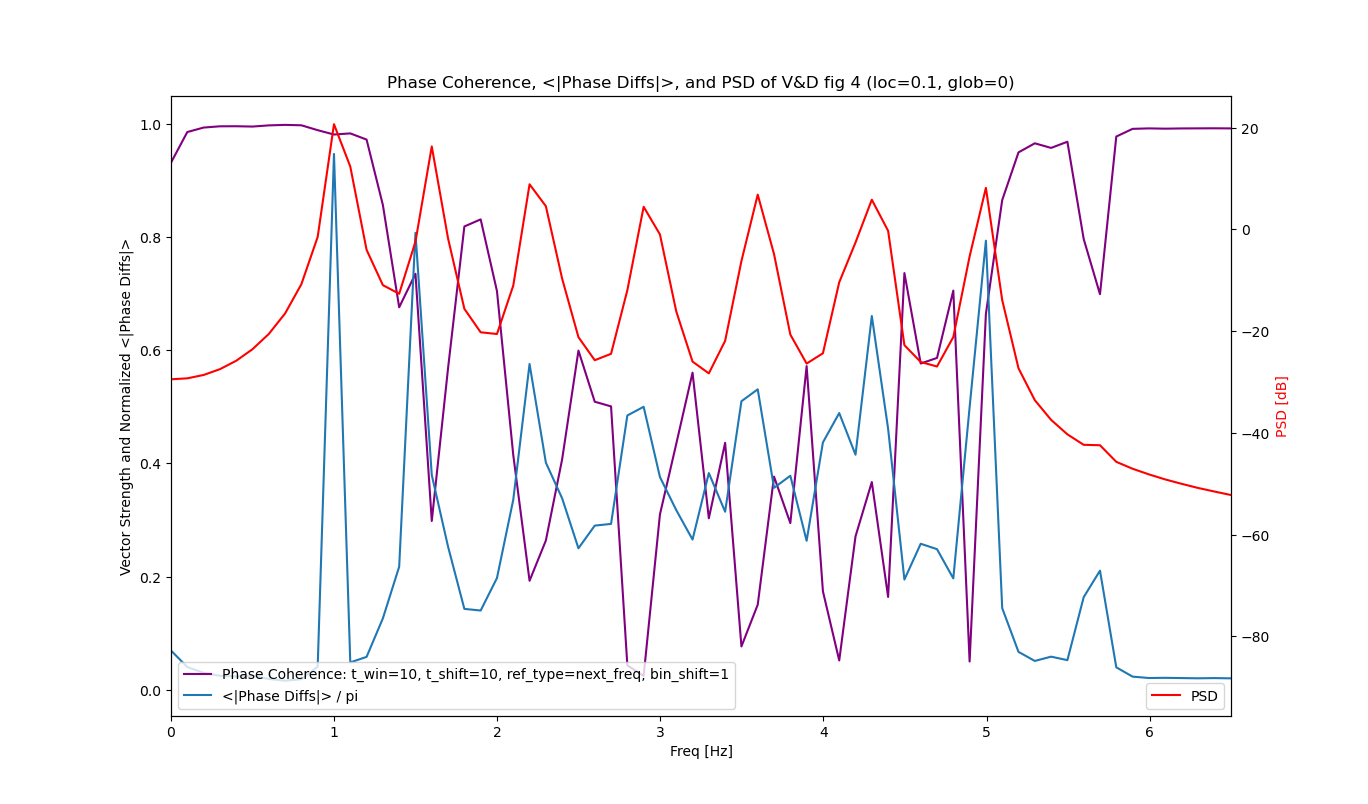 Phase Coherence, <|Phase Diffs|>, and PSD of V&D fig 4 (loc=0.1, glob=0)
Vector Strength and Normalized <|Phase Diffs|>
1.0
0.8
0.6
0.4
0.2
0.0
20
0
−20
−40
−60
−80
PSD [dB]
Phase Coherence: t_win=10, t_shift=10, ref_type=next_freq, bin_shift=1
<|Phase Diffs|> / pi
PSD
0 1 2 3 4 5 6
Freq [Hz]